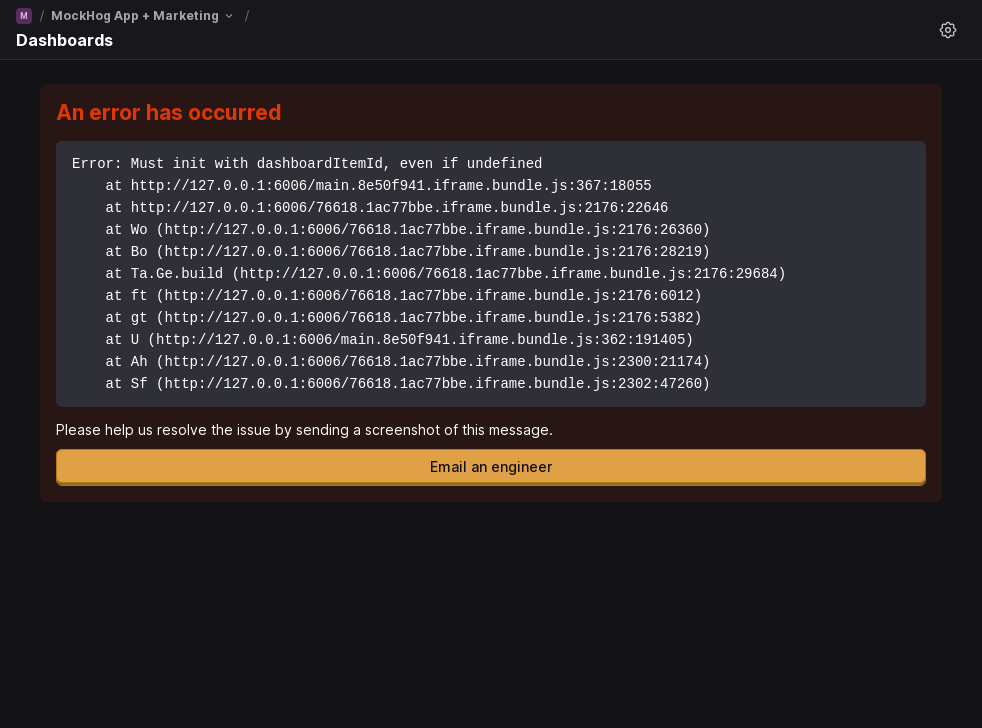 M / MockHog App + Marketing /
Dashboards
An error has occurred
Error: Must init with dashboardItemId, even if undefined
    at http://127.0.0.1:6006/main.8e50f941.iframe.bundle.js:367:18055
    at http://127.0.0.1:6006/76618.1ac77bbe.iframe.bundle.js:2176:22646
    at Wo (http://127.0.0.1:6006/76618.1ac77bbe.iframe.bundle.js:2176:26360)
    at Bo (http://127.0.0.1:6006/76618.1ac77bbe.iframe.bundle.js:2176:28219)
    at Ta.Ge.build (http://127.0.0.1:6006/76618.1ac77bbe.iframe.bundle.js:2176:29684)
    at ft (http://127.0.0.1:6006/76618.1ac77bbe.iframe.bundle.js:2176:6012)
    at gt (http://127.0.0.1:6006/76618.1ac77bbe.iframe.bundle.js:2176:5382)
    at U (http://127.0.0.1:6006/main.8e50f941.iframe.bundle.js:362:191405)
    at Ah (http://127.0.0.1:6006/76618.1ac77bbe.iframe.bundle.js:2300:21174)
    at Sf (http://127.0.0.1:6006/76618.1ac77bbe.iframe.bundle.js:2302:47260)
Please help us resolve the issue by sending a screenshot of this message.
Email an engineer